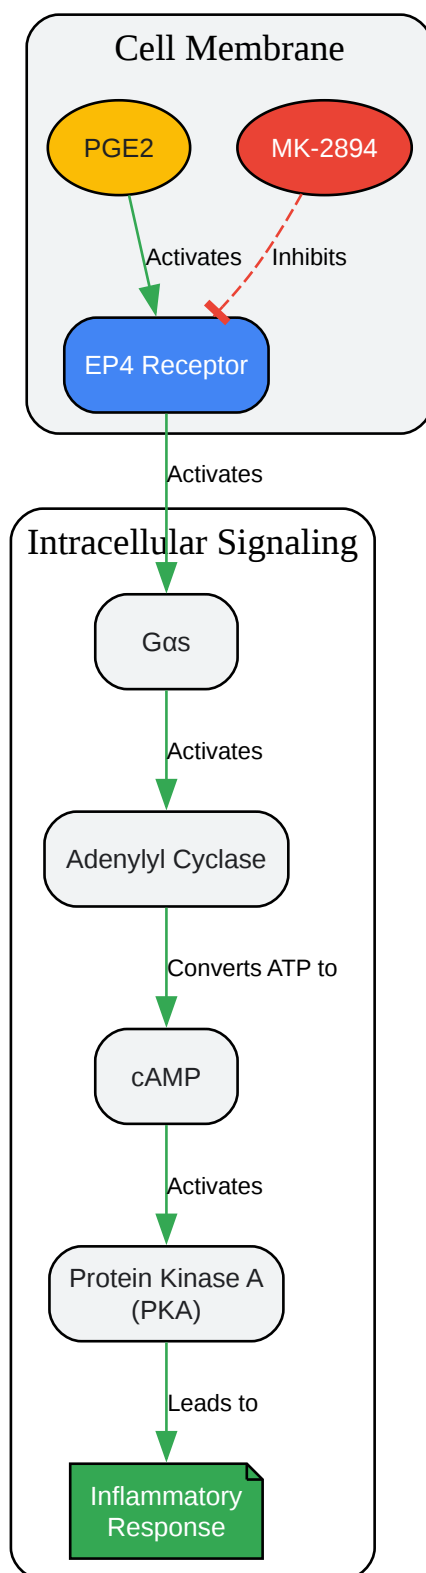 Cell Membrane
PGE2
MK-2894
Activates
Inhibits
EP4 Receptor
Activates
Intracellular Signaling
Gαs
Activates
Adenylyl Cyclase
Converts ATP to
cAMP
Activates
Protein Kinase A
(PKA)
Leads to
Inflammatory
Response